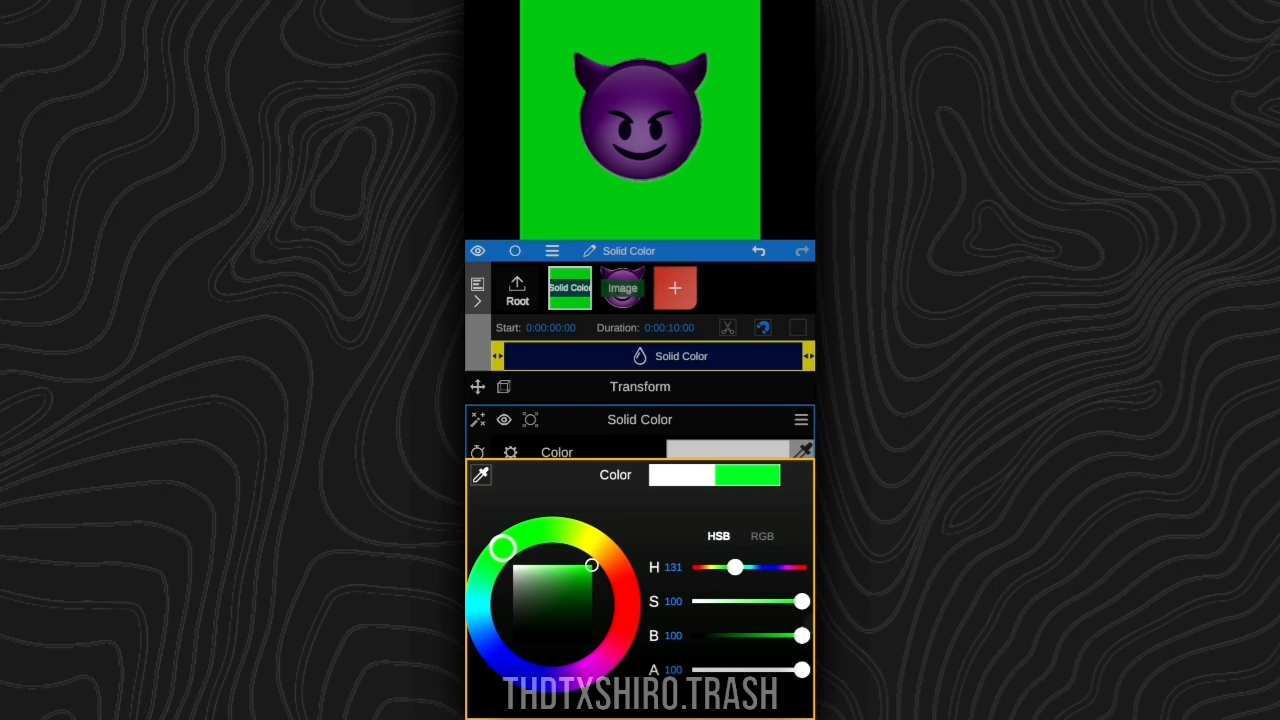 Solid Color
Root
Solid Color
Image
Start: 0:00:00:00 Duration: 0:00:10:00
Solid Color
Transform
Solid Color
Color
Color
HSB RGB
H 131
S 100
B 100
A 100
THDTXSHIRO.TRASH